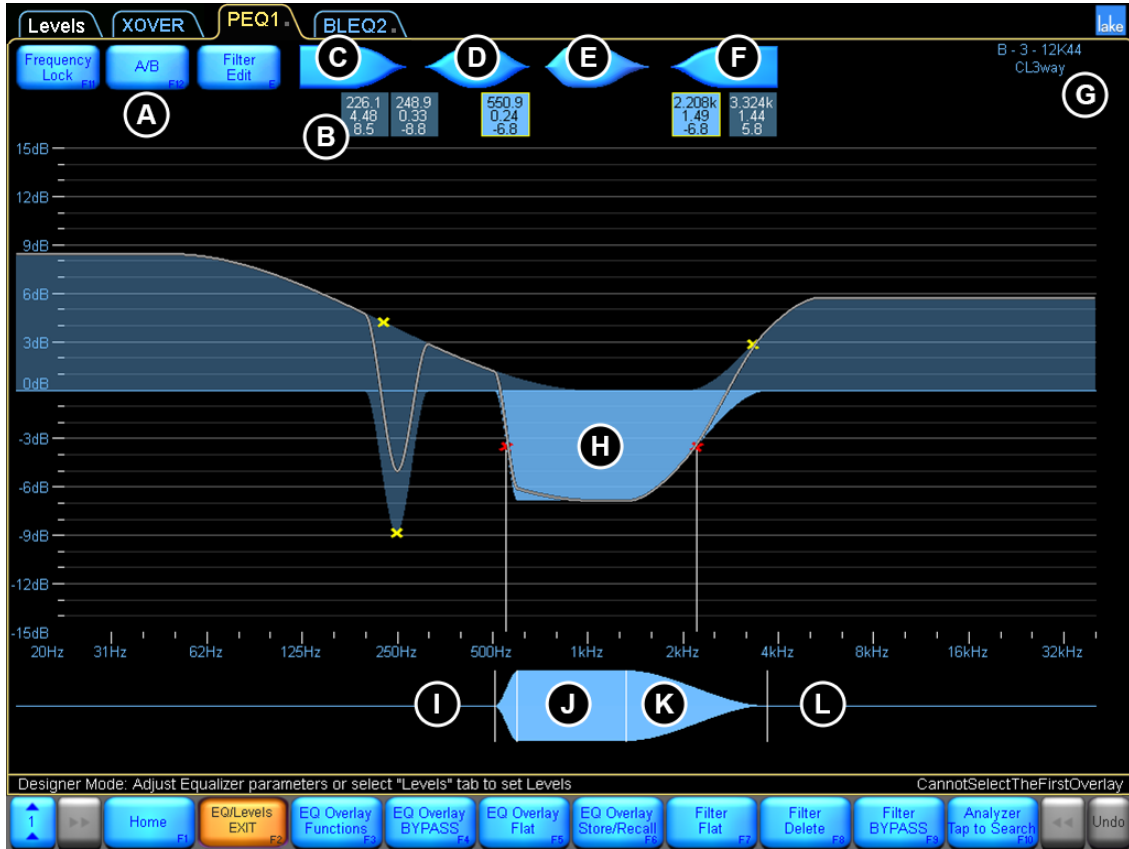 Levels XOVER PEQ1 BLEQ2 lake
Frequency Lock F11
A/B F12
Filter Edit E
C D E F
B - 3 - 12K44
CL3way
A B G
226.1 248.9 550.9 2.208k 3.324k
4.48 0.33 0.24 1.49 1.44
8.5 -8.8 -6.8 -6.8 5.8
15dB
12dB
9dB
6dB
3dB
0dB
-3dB
H
-6dB
-9dB
-12dB
-15dB
20Hz 31Hz 62Hz 125Hz 250Hz 500Hz 1kHz 2kHz 4kHz 8kHz 16kHz 32kHz
I J K L
Designer Mode: Adjust Equalizer parameters or select "Levels" tab to set Levels CannotSelectTheFirstOverlay
1
Home F1
EQ/Levels EXIT F2
EQ Overlay Functions F3
EQ Overlay BYPASS F4
EQ Overlay Flat F5
EQ Overlay Store/Recall F6
Filter Flat F7
Filter Delete F8
Filter BYPASS F9
Analyzer Tap to Search F10
Undo